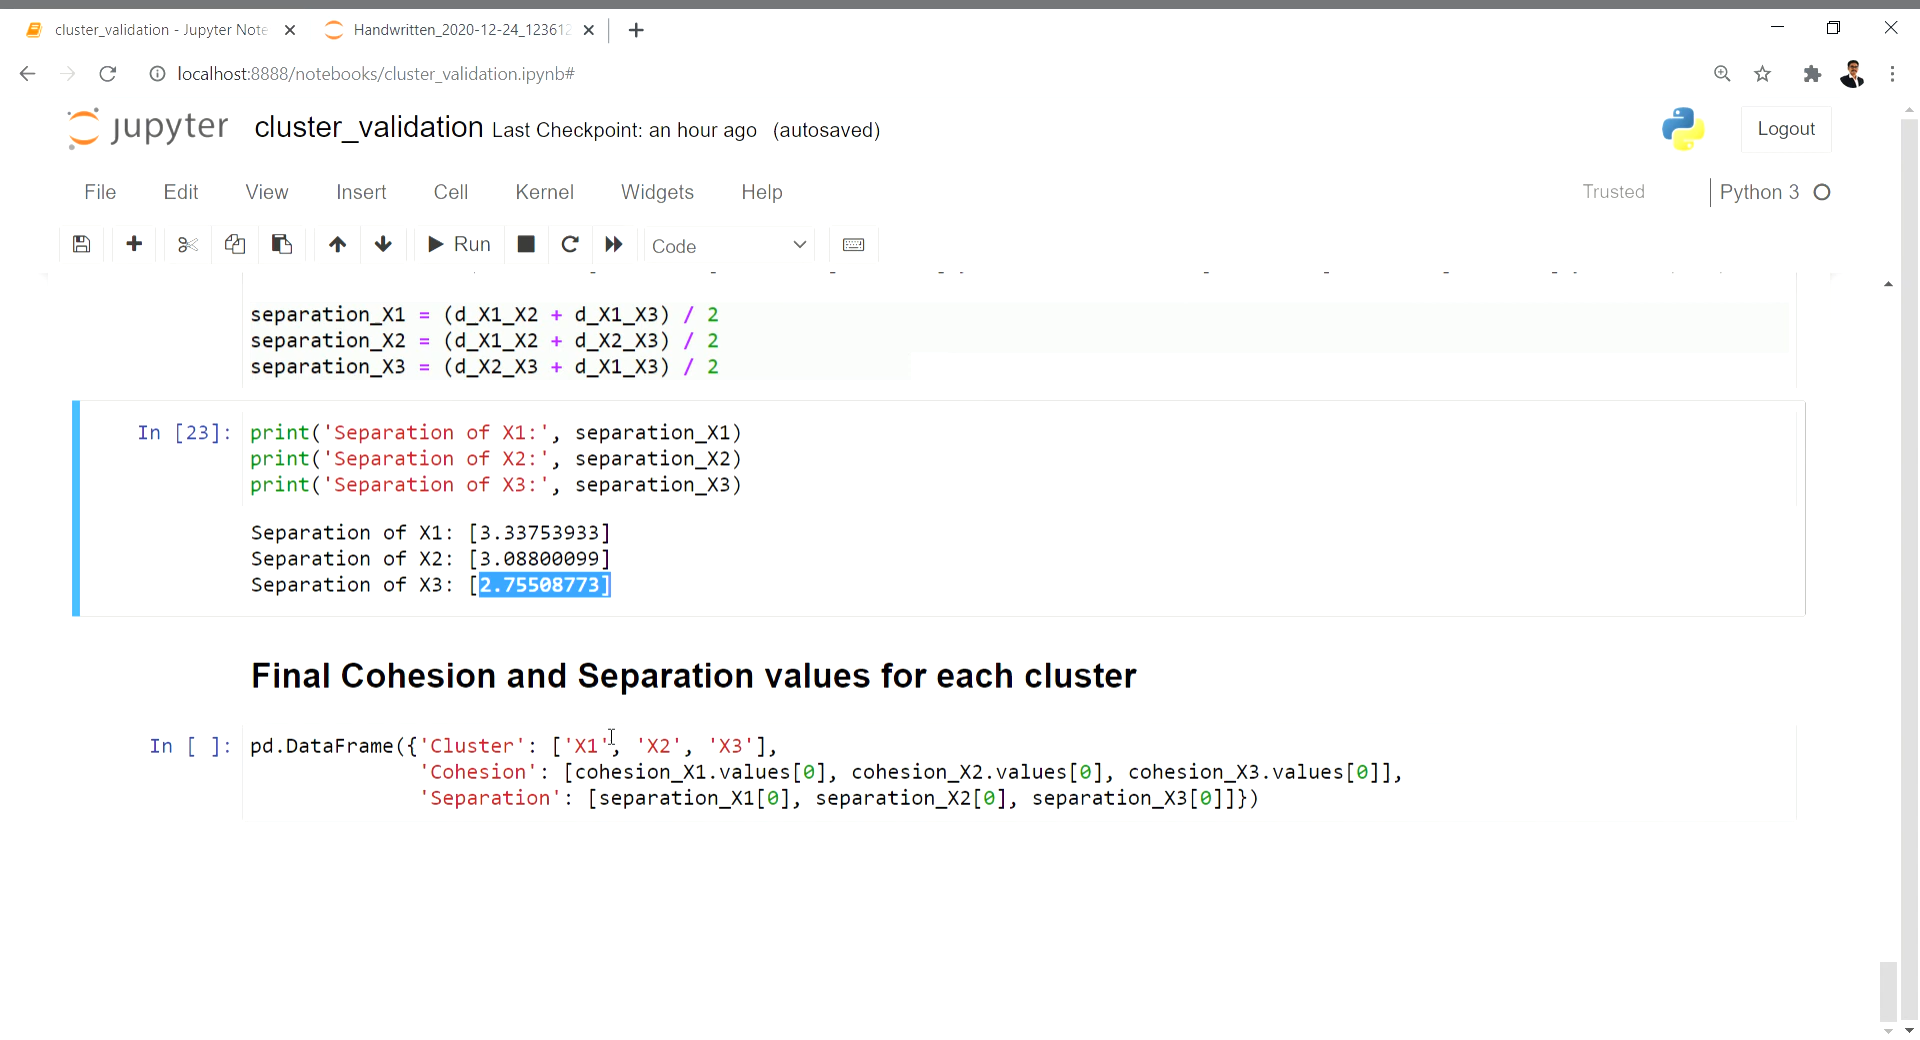 cluster_validation - Jupyter Note
Handwritten_2020-12-24_123612
localhost:8888/notebooks/cluster_validation.ipynb#
jupyter cluster_validation Last Checkpoint: an hour ago (autosaved)
Logout
File Edit View Insert Cell Kernel Widgets Help
Trusted
Python 3
Run
Code
separation_X1 = (d_X1_X2 + d_X1_X3) / 2
separation_X2 = (d_X1_X2 + d_X2_X3) / 2
separation_X3 = (d_X2_X3 + d_X1_X3) / 2
In [23]: print('Separation of X1:', separation_X1)
print('Separation of X2:', separation_X2)
print('Separation of X3:', separation_X3)
Separation of X1: [3.33753933]
Separation of X2: [3.08800099]
Separation of X3: [2.75508773]
Final Cohesion and Separation values for each cluster
In [ ]: pd.DataFrame({'Cluster': ['X1', 'X2', 'X3'],
'Cohesion': [cohesion_X1.values[0], cohesion_X2.values[0], cohesion_X3.values[0]],
'Separation': [separation_X1[0], separation_X2[0], separation_X3[0]]})